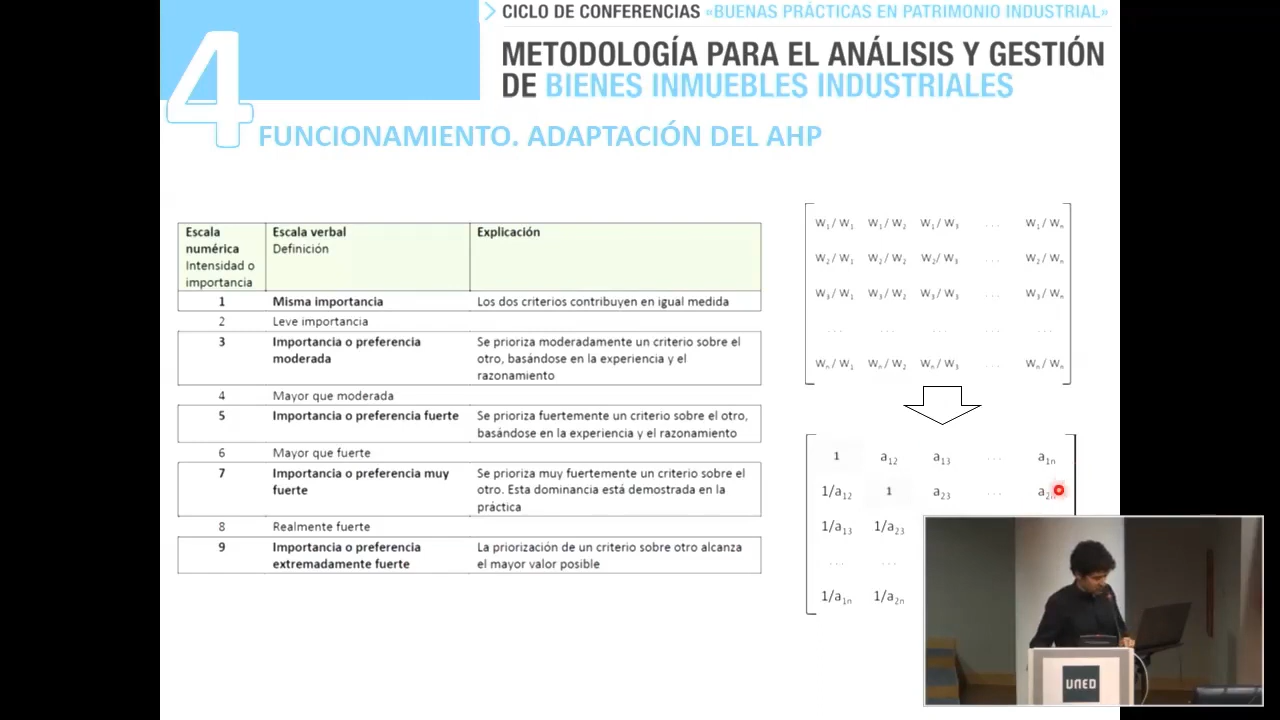 CICLO DE CONFERENCIAS «BUENAS PRÁCTICAS EN PATRIMONIO INDUSTRIAL»
METODOLOGÍA PARA EL ANÁLISIS Y GESTIÓN
DE BIENES INMUEBLES INDUSTRIALES
4
FUNCIONAMIENTO. ADAPTACIÓN DEL AHP
Escala numérica Intensidad o importancia | Escala verbal Definición | Explicación
1 Misma importancia Los dos criterios contribuyen en igual medida
2 Leve importancia
3 Importancia o preferencia moderada Se prioriza moderadamente un criterio sobre el otro, basándose en la experiencia y el razonamiento
4 Mayor que moderada
5 Importancia o preferencia fuerte Se prioriza fuertemente un criterio sobre el otro, basándose en la experiencia y el razonamiento
6 Mayor que fuerte
7 Importancia o preferencia muy fuerte Se prioriza muy fuertemente un criterio sobre el otro. Esta dominancia está demostrada en la práctica
8 Realmente fuerte
9 Importancia o preferencia extremadamente fuerte La priorización de un criterio sobre otro alcanza el mayor valor posible
W1/W1 W1/W2 W1/W3 ... W1/Wn
W2/W1 W2/W2 W2/W3 ... W2/Wn
W3/W1 W3/W2 W3/W3 ... W3/Wn
... ... ... ... ...
Wn/W1 Wn/W2 Wn/W3 ... Wn/Wn
1 a12 a13 ... a1n
1/a12 1 a23 ... a2n
1/a13 1/a23
... ...
1/a1n 1/a2n
UNED